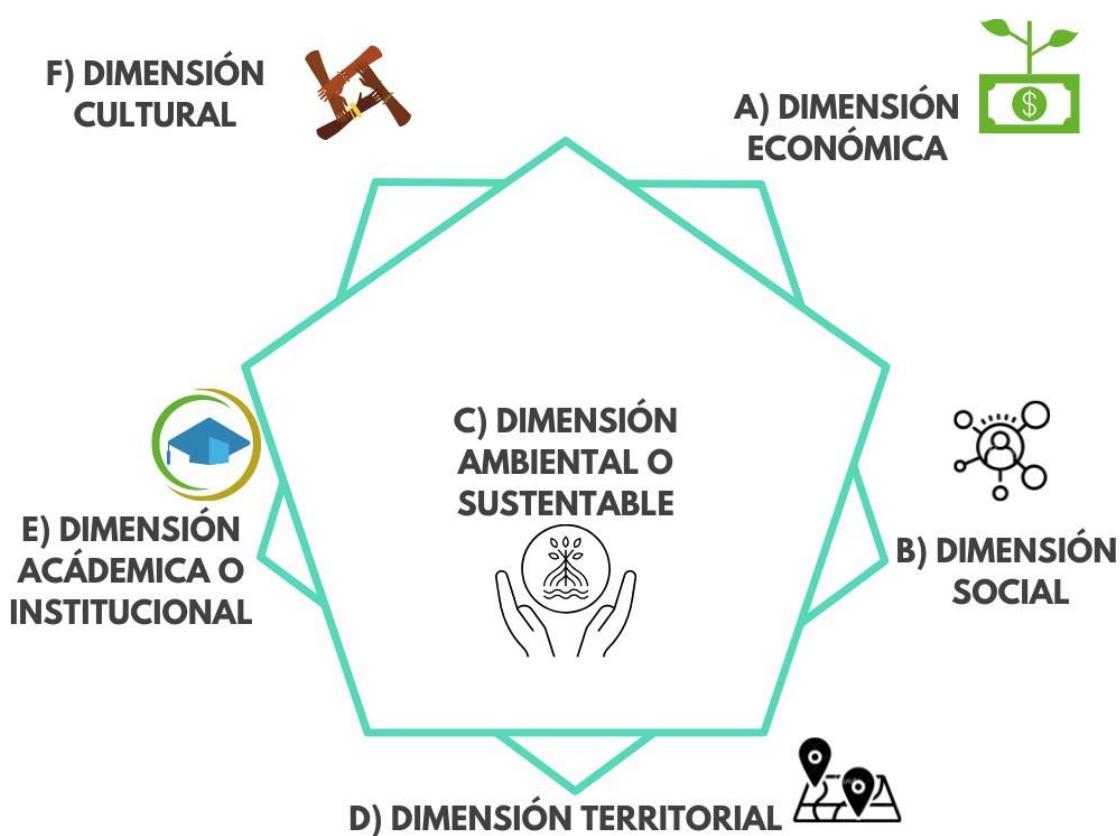 F) DIMENSIÓN
CULTURAL
A) DIMENSIÓN
ECONÓMICA
$
C) DIMENSIÓN
AMBIENTAL O
SUSTENTABLE
E) DIMENSIÓN
ACÁDEMICA O
INSTITUCIONAL
B) DIMENSIÓN
SOCIAL
D) DIMENSIÓN TERRITORIAL